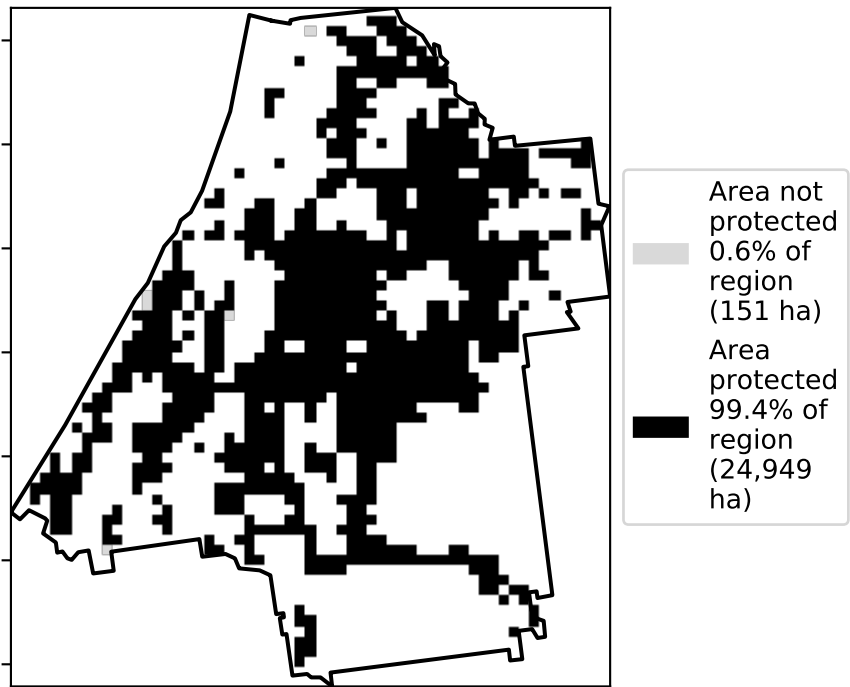 Area not
protected
0.6% of
region
(151 ha)
Area
protected
99.4% of
region
(24,949
ha)